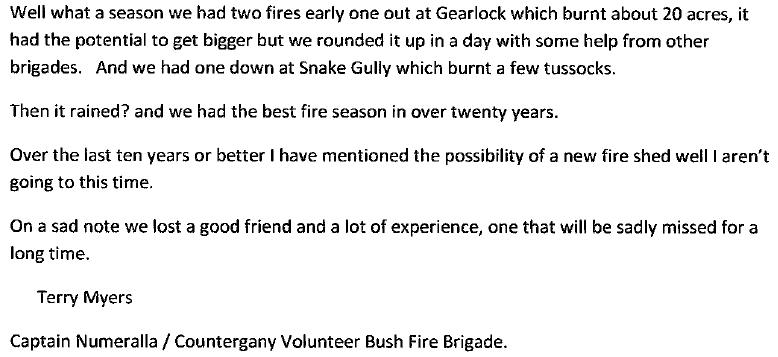 Well what a season we had two fires early one out at Gearlock which burnt about 20 acres, it
had the potential to get bigger but we rounded it up in a day with some help from other
brigades.   And we had one down at Snake Gully which burnt a few tussocks.
Then it rained? and we had the best fire season in over twenty years.
Over the last ten years or better I have mentioned the possibility of a new fire shed well I aren't
going to this time.
On a sad note we lost a good friend and a lot of experience, one that will be sadly missed for a
long time.
Terry Myers
Captain Numeralla / Countergany Volunteer Bush Fire Brigade.